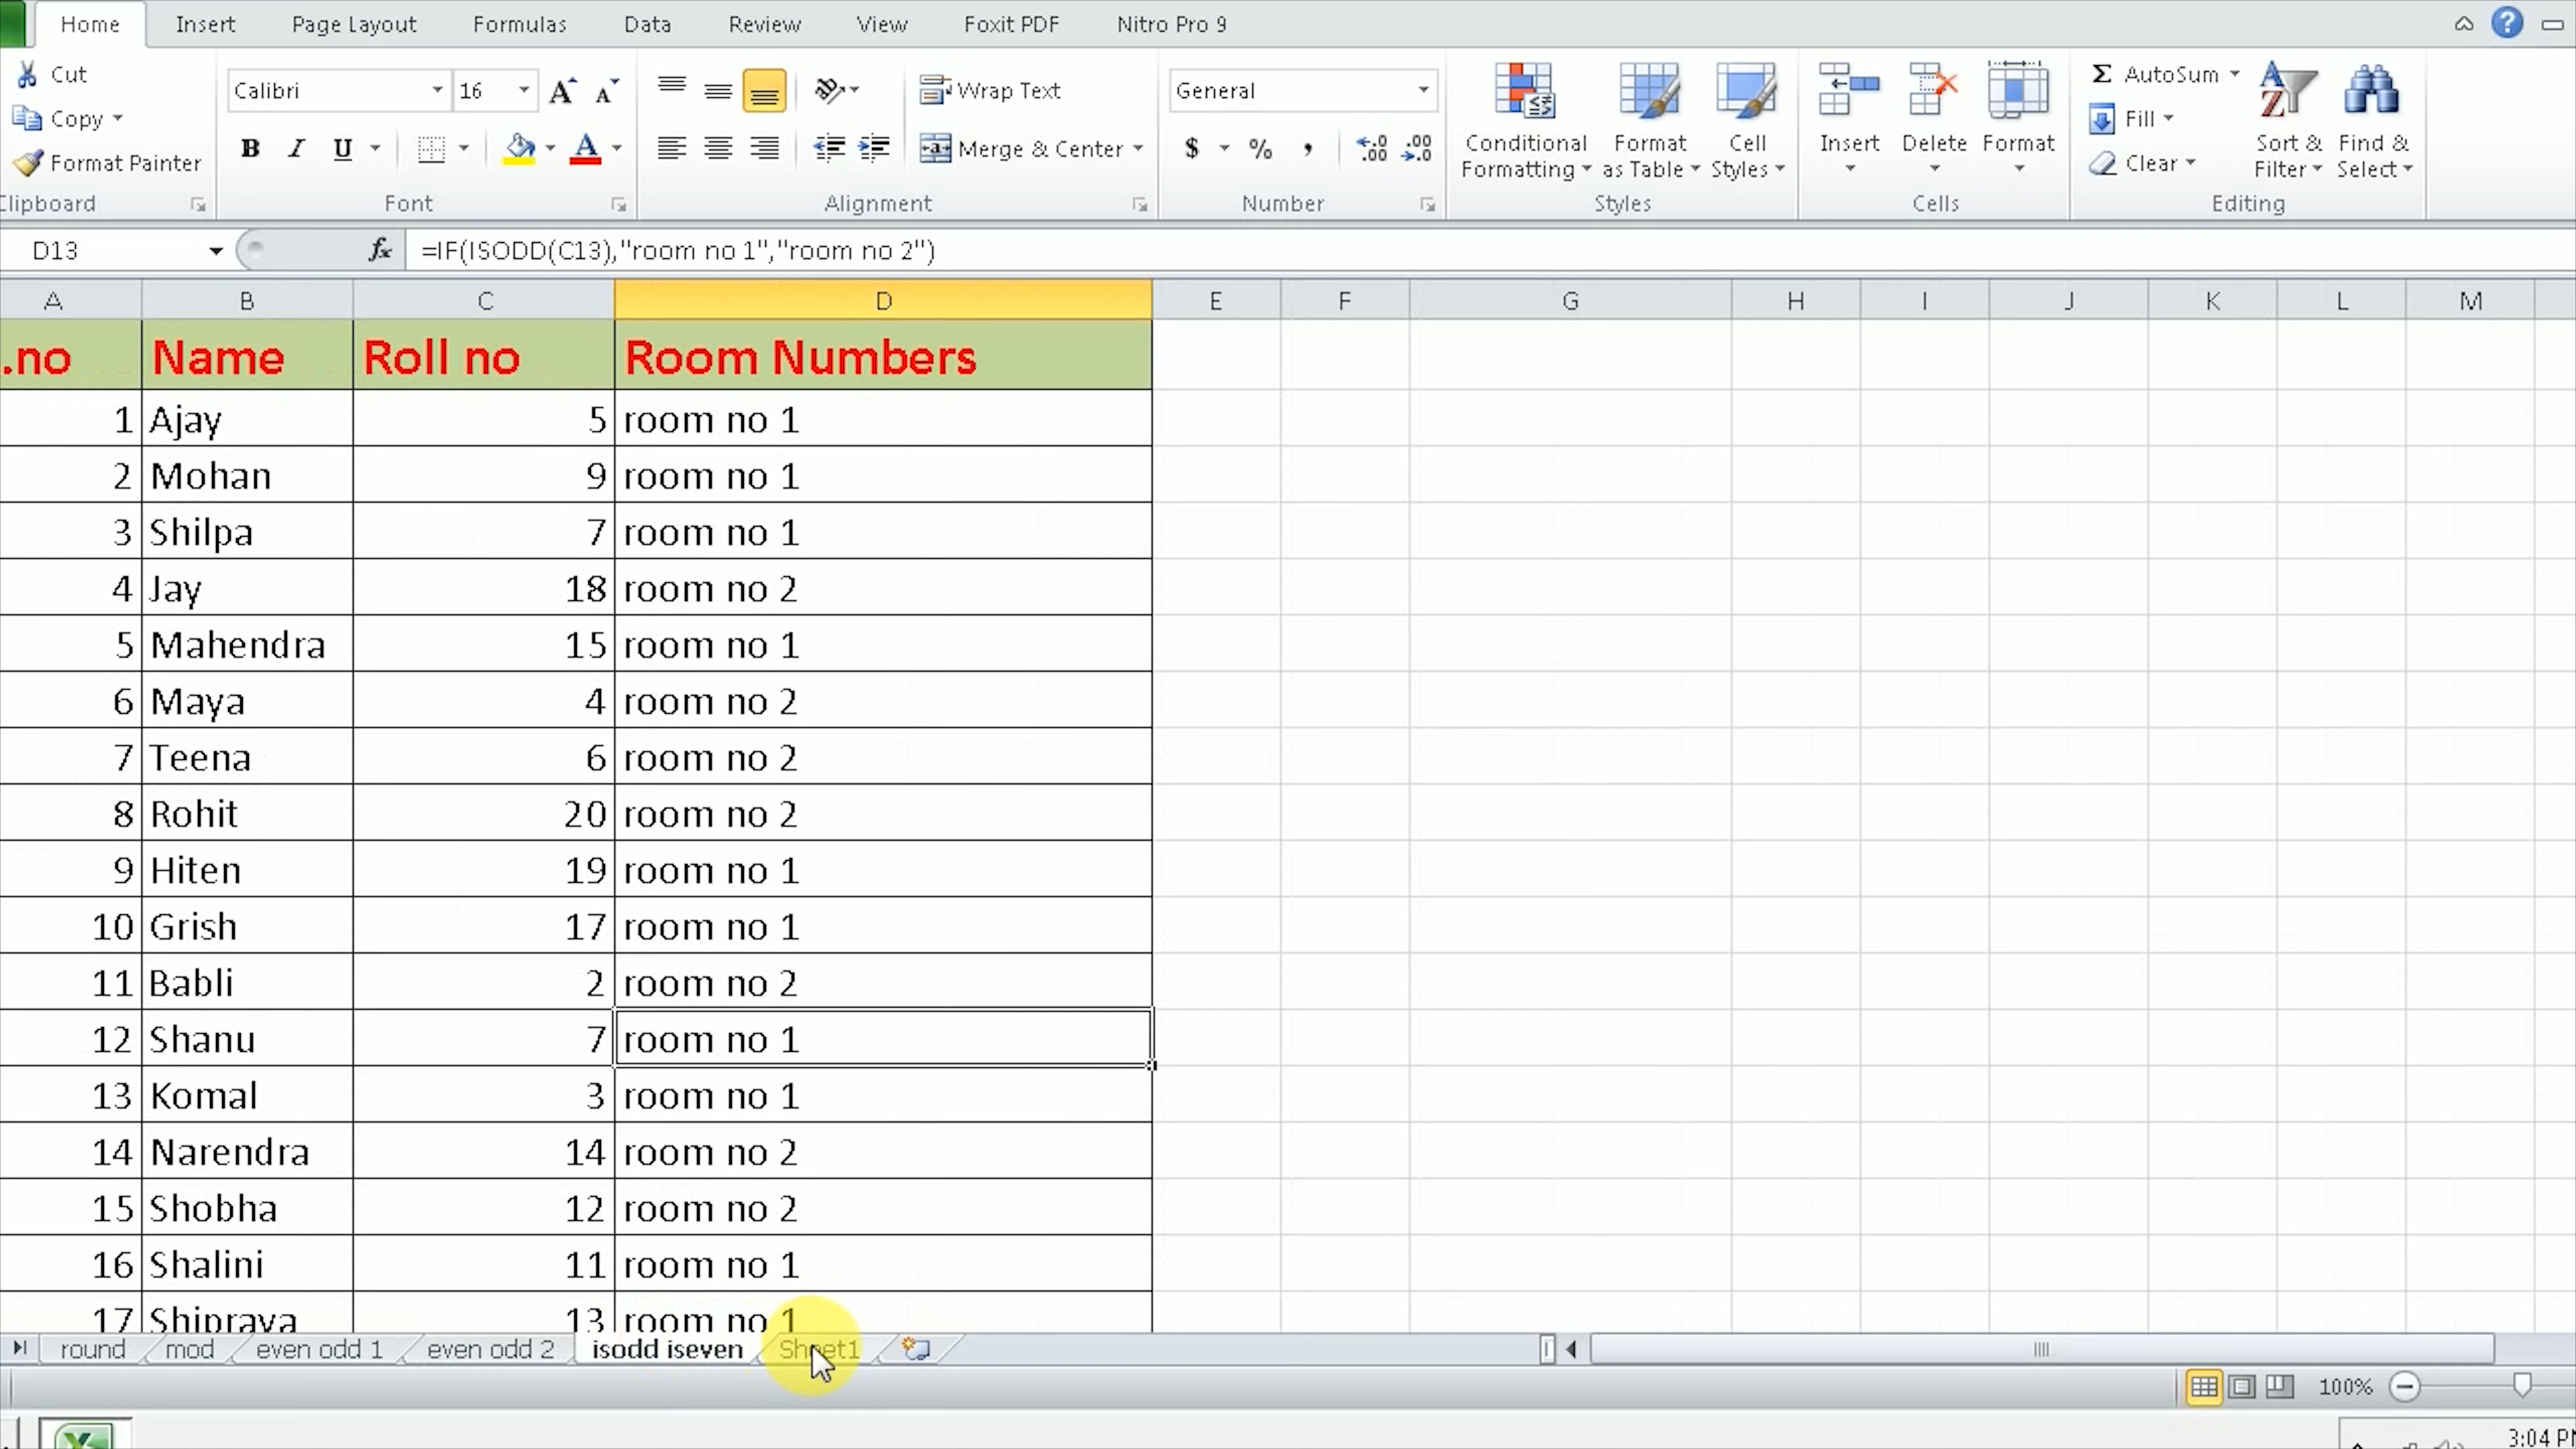 Home Insert Page Layout Formulas Data Review View Foxit PDF Nitro Pro 9
Cut
Copy
Format Painter
Clipboard
Calibri 16
B I U
Font
Wrap Text
Merge & Center
Alignment
General
$ % ,
Number
Conditional Formatting
Format as Table
Cell Styles
Styles
Insert Delete Format
Cells
Σ AutoSum
Fill
Clear
Sort & Filter
Find & Select
Editing
D13 fx =IF(ISODD(C13),"room no 1","room no 2")
A B C D E F G H I J K L M
.no Name Roll no Room Numbers
1 Ajay 5 room no 1
2 Mohan 9 room no 1
3 Shilpa 7 room no 1
4 Jay 18 room no 2
5 Mahendra 15 room no 1
6 Maya 4 room no 2
7 Teena 6 room no 2
8 Rohit 20 room no 2
9 Hiten 19 room no 1
10 Grish 17 room no 1
11 Babli 2 room no 2
12 Shanu 7 room no 1
13 Komal 3 room no 1
14 Narendra 14 room no 2
15 Shobha 12 room no 2
16 Shalini 11 room no 1
17 Shipraya 13 room no 1
round mod even odd 1 even odd 2 isodd iseven Sheet1
100%
3:04 PM